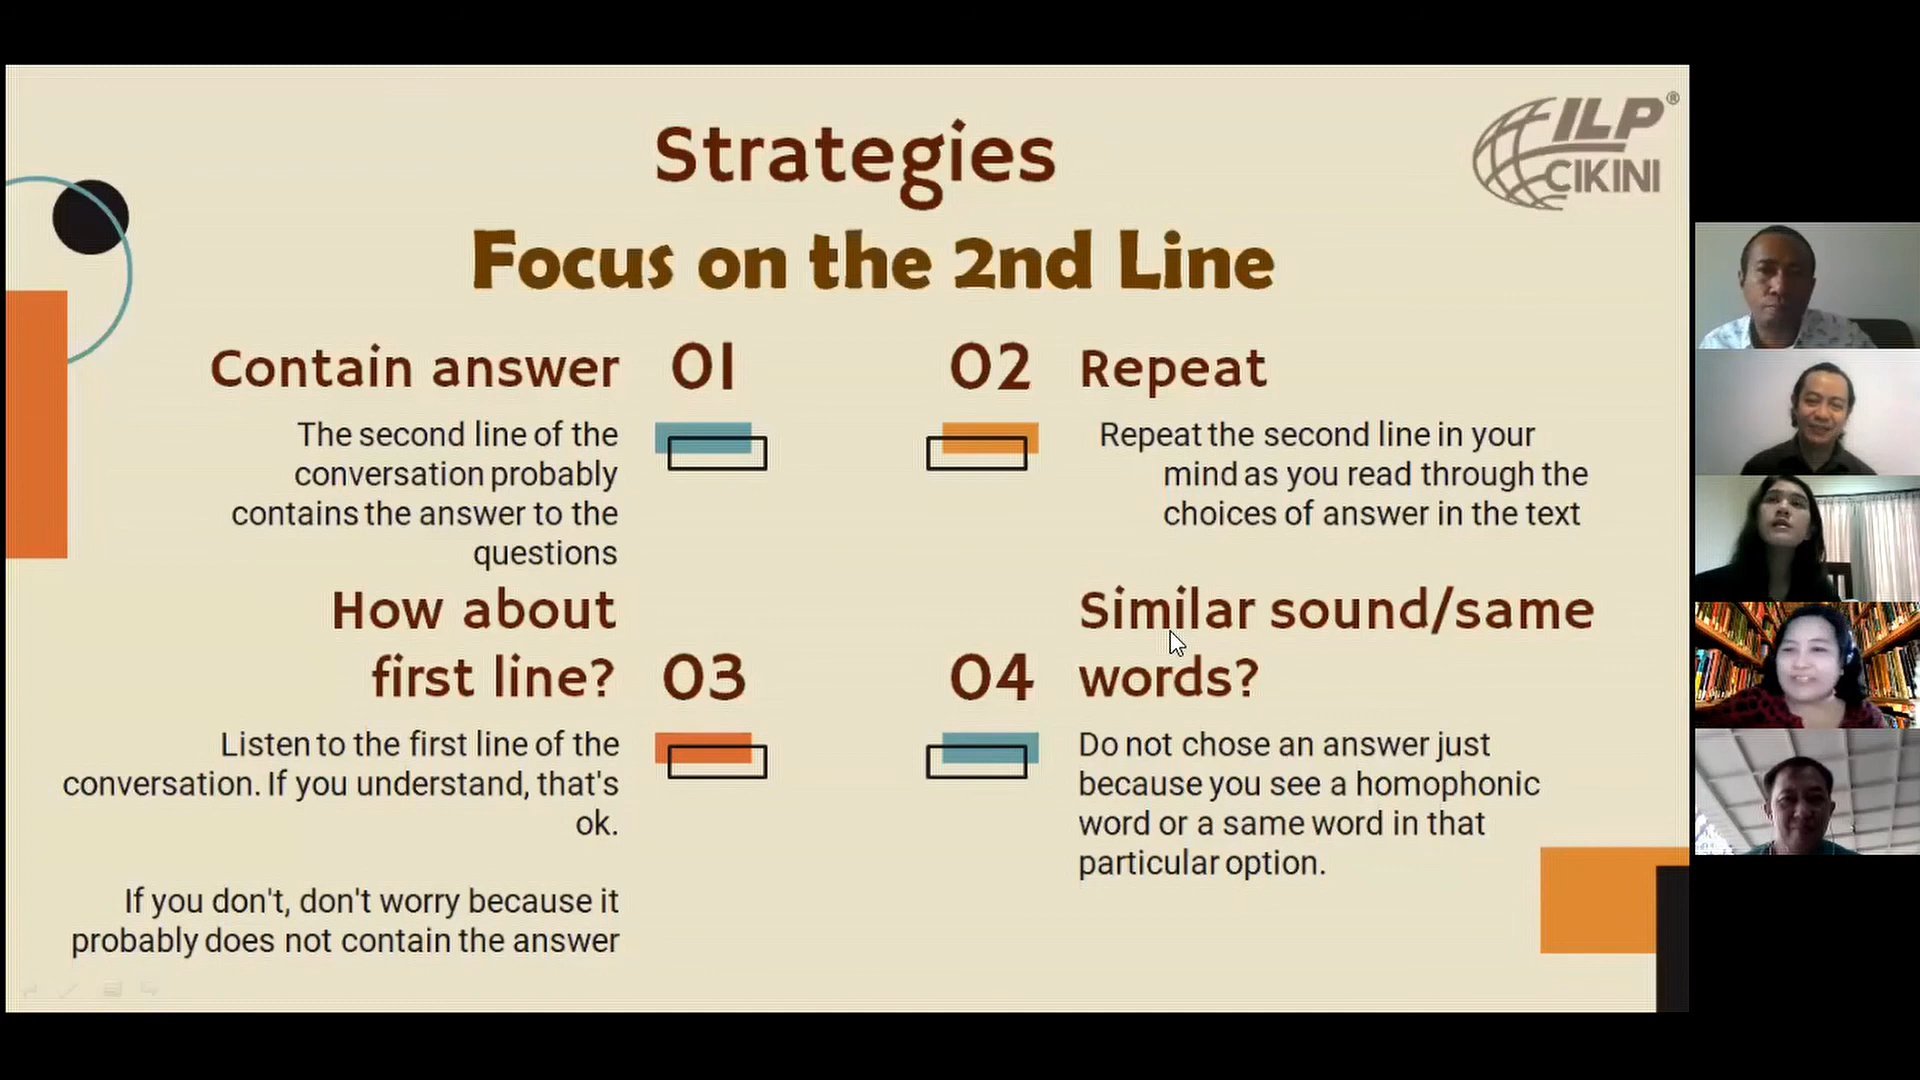 Strategies
ILP®
CIKINI
Focus on the 2nd Line
Contain answer
01
The second line of the
conversation probably
contains the answer to the
questions
02
Repeat
Repeat the second line in your
mind as you read through the
choices of answer in the text
How about
first line?
03
Listen to the first line of the
conversation. If you understand, that's
ok.
If you don't, don't worry because it
probably does not contain the answer
04
Similar sound/same
words?
Do not chose an answer just
because you see a homophonic
word or a same word in that
particular option.